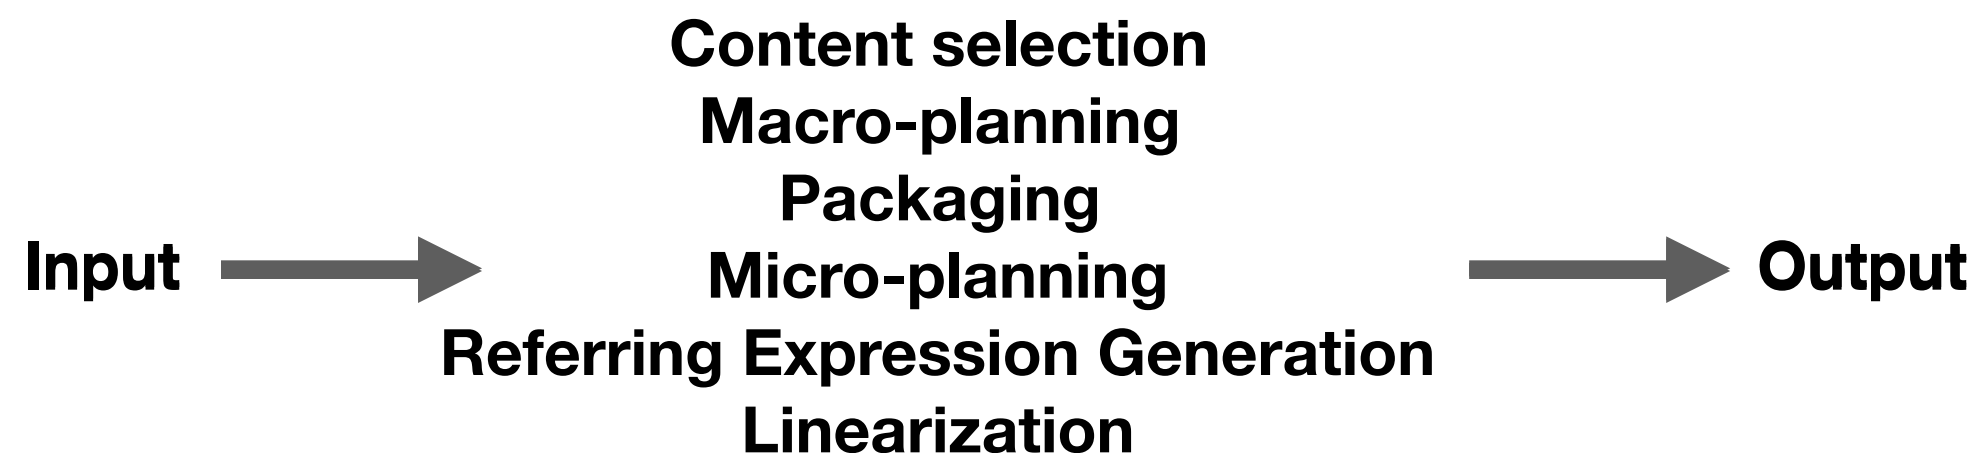 Content selection
Macro-planning
Packaging
Input
Micro-planning
Output
Referring Expression Generation
Linearization